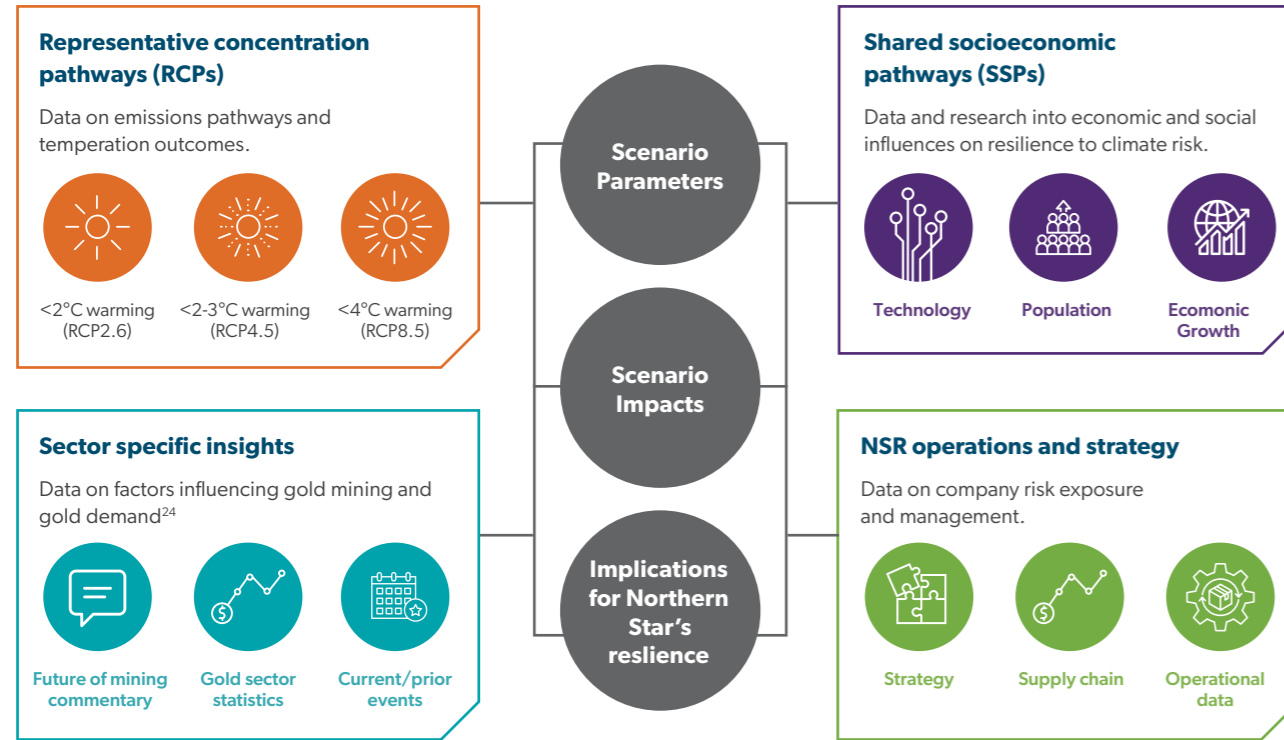 Representative concentration
pathways (RCPs)
Data on emissions pathways and
temperation outcomes.
<2°C warming
(RCP2.6)
<2-3°C warming
(RCP4.5)
<4°C warming
(RCP8.5)
Scenario
Parameters
Shared socioeconomic
pathways (SSPs)
Data and research into economic and social
influences on resilience to climate risk.
Technology
Population
Ecomonic
Growth
Scenario
Impacts
Sector specific insights
Data on factors influencing gold mining and
gold demand²⁴
$
Future of mining
commentary
Gold sector
statistics
Current/prior
events
Implications
for Northern
Star’s
reslience
NSR operations and strategy
Data on company risk exposure
and management.
$
Strategy
Supply chain
Operational
data